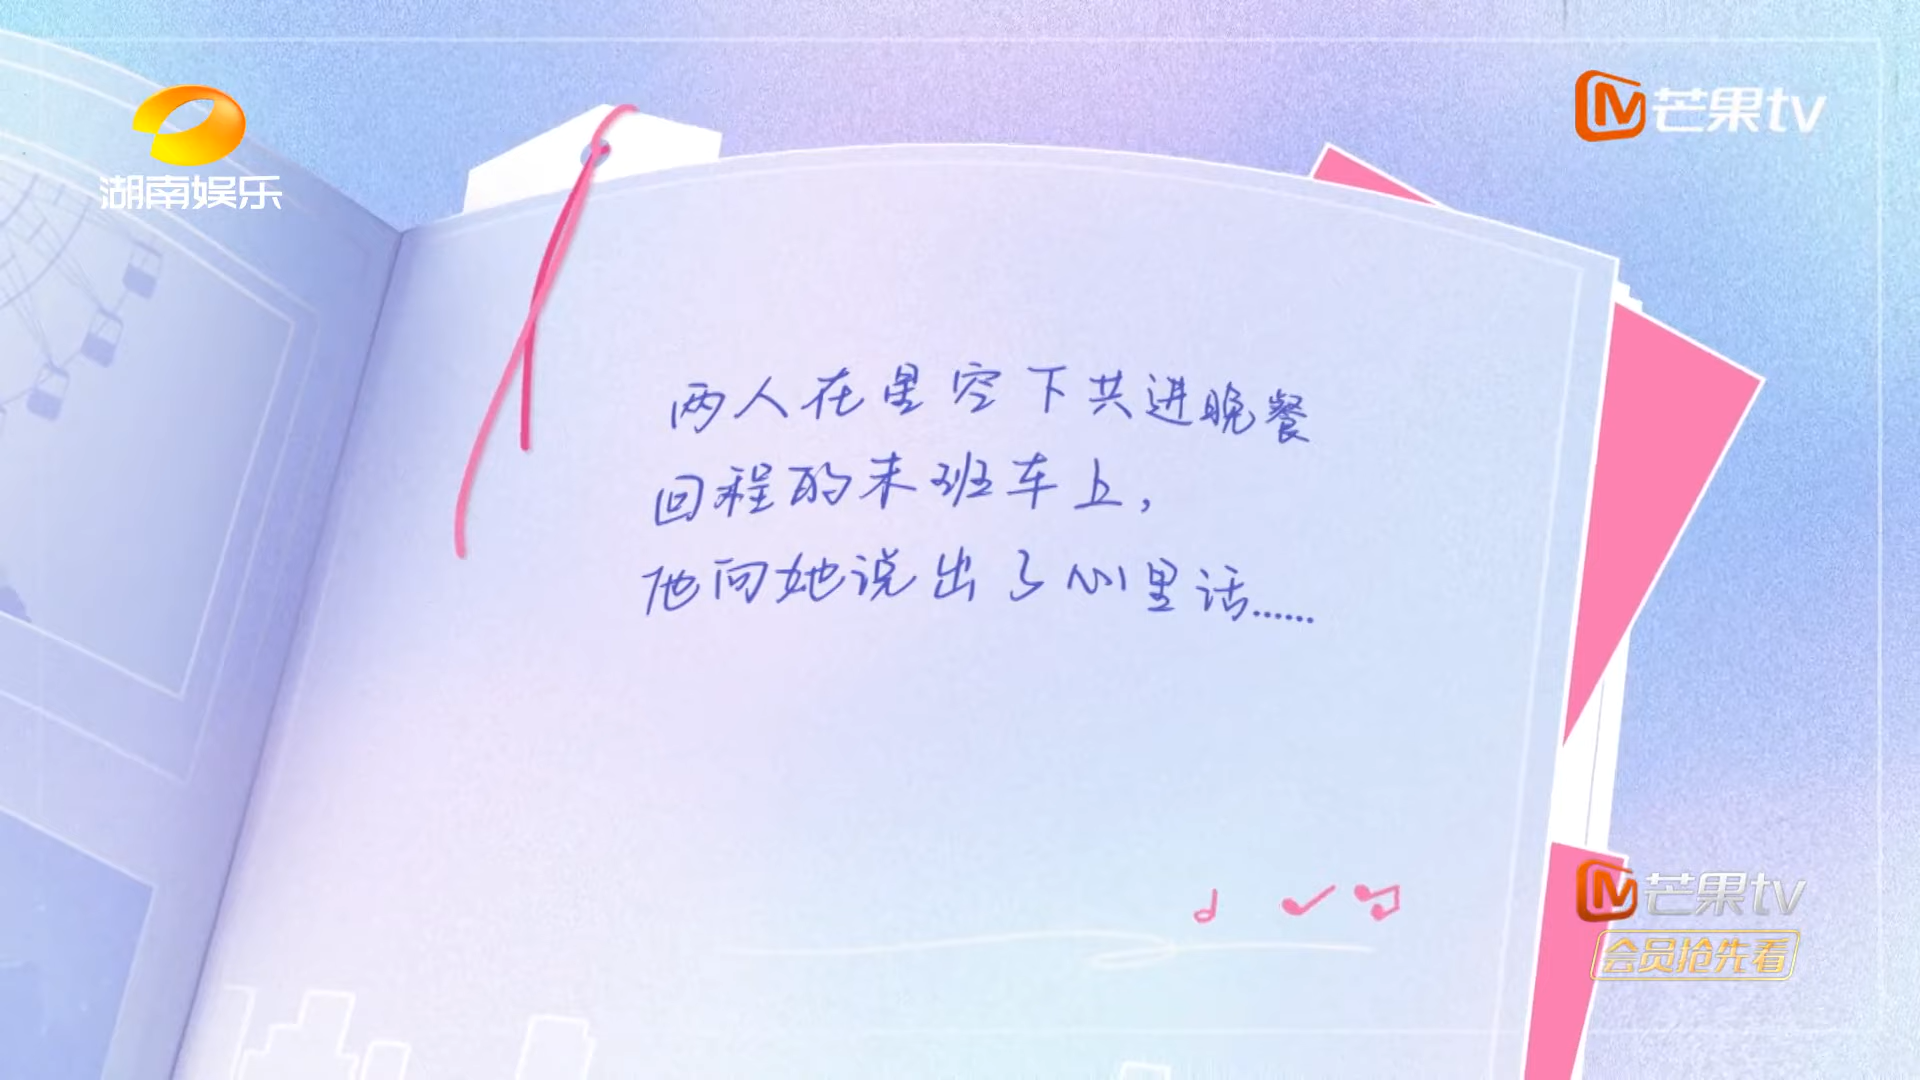 湖南娱乐
芒果tv
两人在星空下共进晚餐
回程的末班车上,
他向她说出了心里话......
芒果tv
会员抢先看